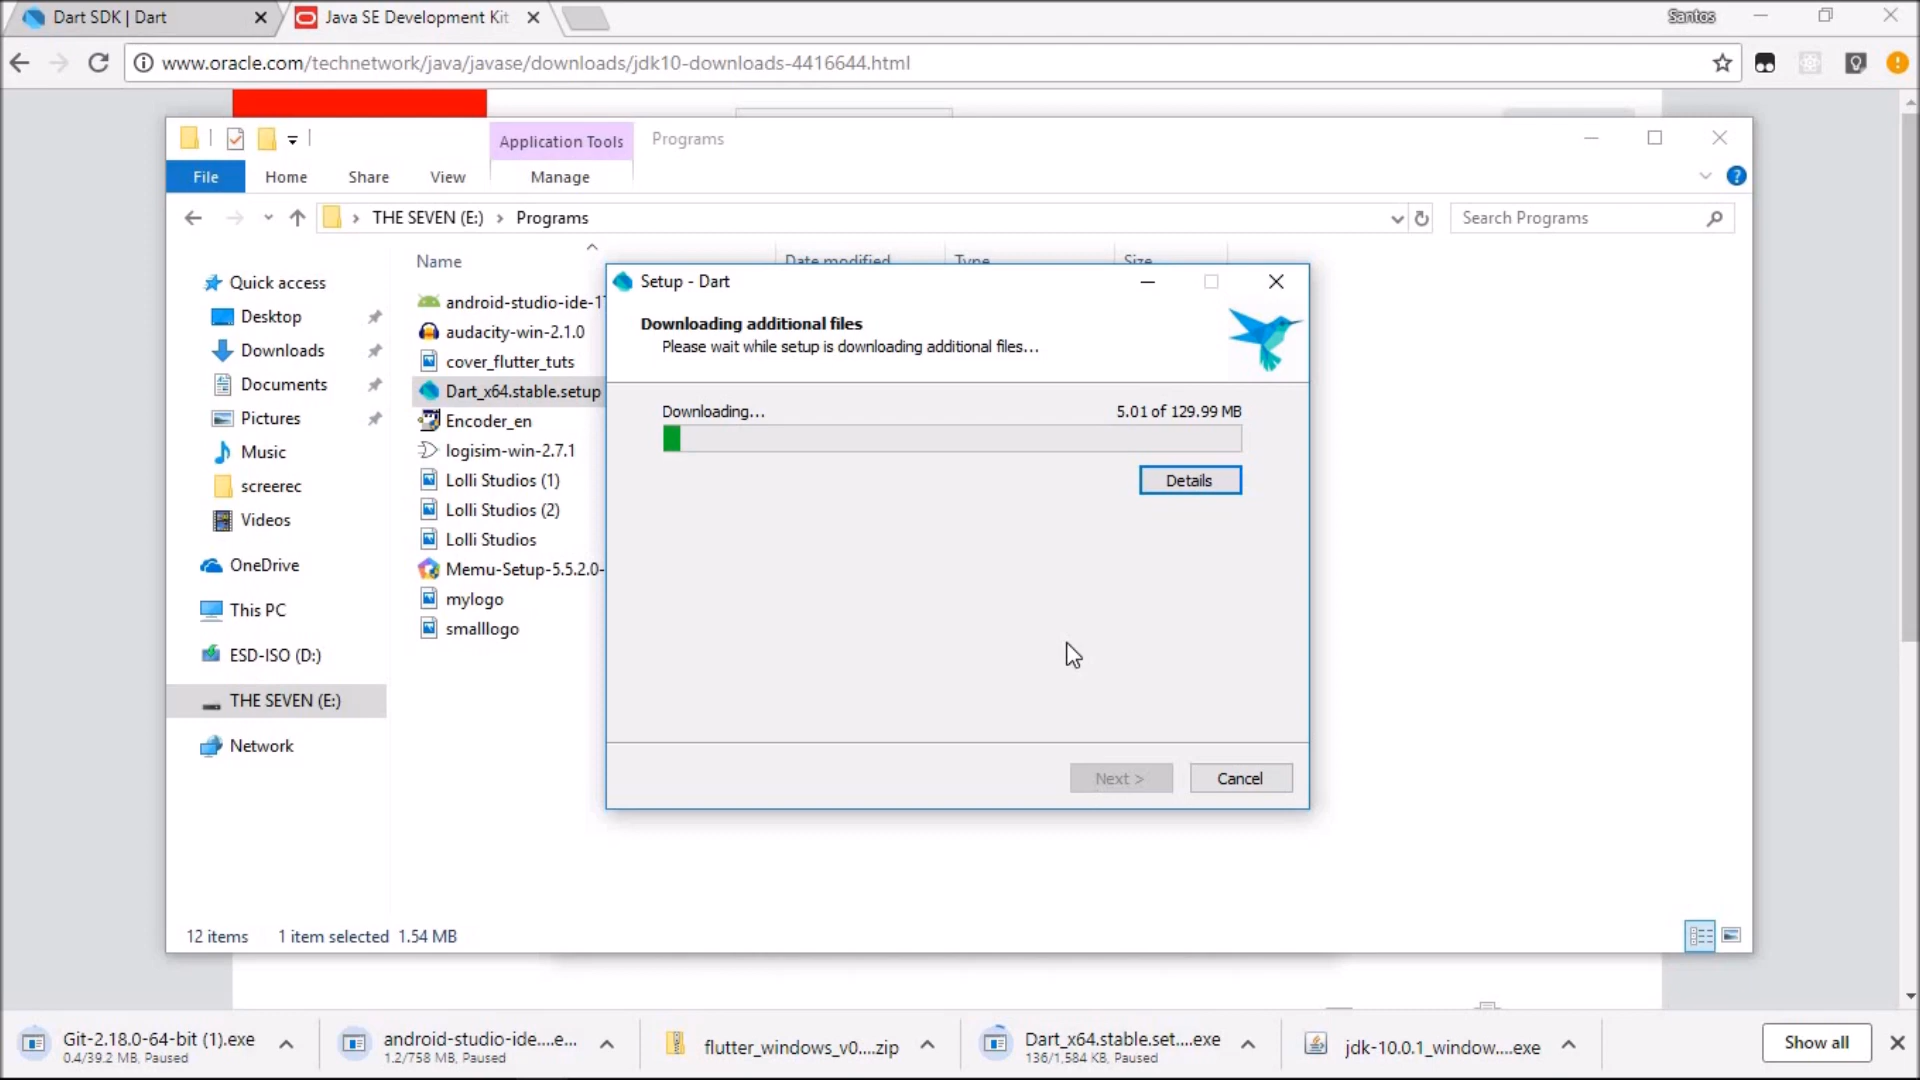 Dart SDK | Dart
Java SE Development Kit
Santos
www.oracle.com/technetwork/java/javase/downloads/jdk10-downloads-4416644.html
Application Tools
Programs
File
Home
Share
View
Manage
THE SEVEN (E:)
Programs
Search Programs
Name
Date modified
Type
Size
Quick access
Desktop
Downloads
Documents
Pictures
Music
screerec
Videos
OneDrive
This PC
ESD-ISO (D:)
THE SEVEN (E:)
Network
android-studio-ide-1
audacity-win-2.1.0
cover_flutter_tuts
Dart_x64.stable.setup
Encoder_en
logisim-win-2.7.1
Lolli Studios (1)
Lolli Studios (2)
Lolli Studios
Memu-Setup-5.5.2.0-
mylogo
smalllogo
Setup - Dart
Downloading additional files
Please wait while setup is downloading additional files...
Downloading...
5.01 of 129.99 MB
Details
Next >
Cancel
12 items
1 item selected 1.54 MB
Git-2.18.0-64-bit (1).exe
0.4/39.2 MB, Paused
android-studio-ide....e...
1.2/758 MB, Paused
flutter_windows_v0....zip
Dart_x64.stable.set....exe
136/1,584 KB, Paused
jdk-10.0.1_window....exe
Show all